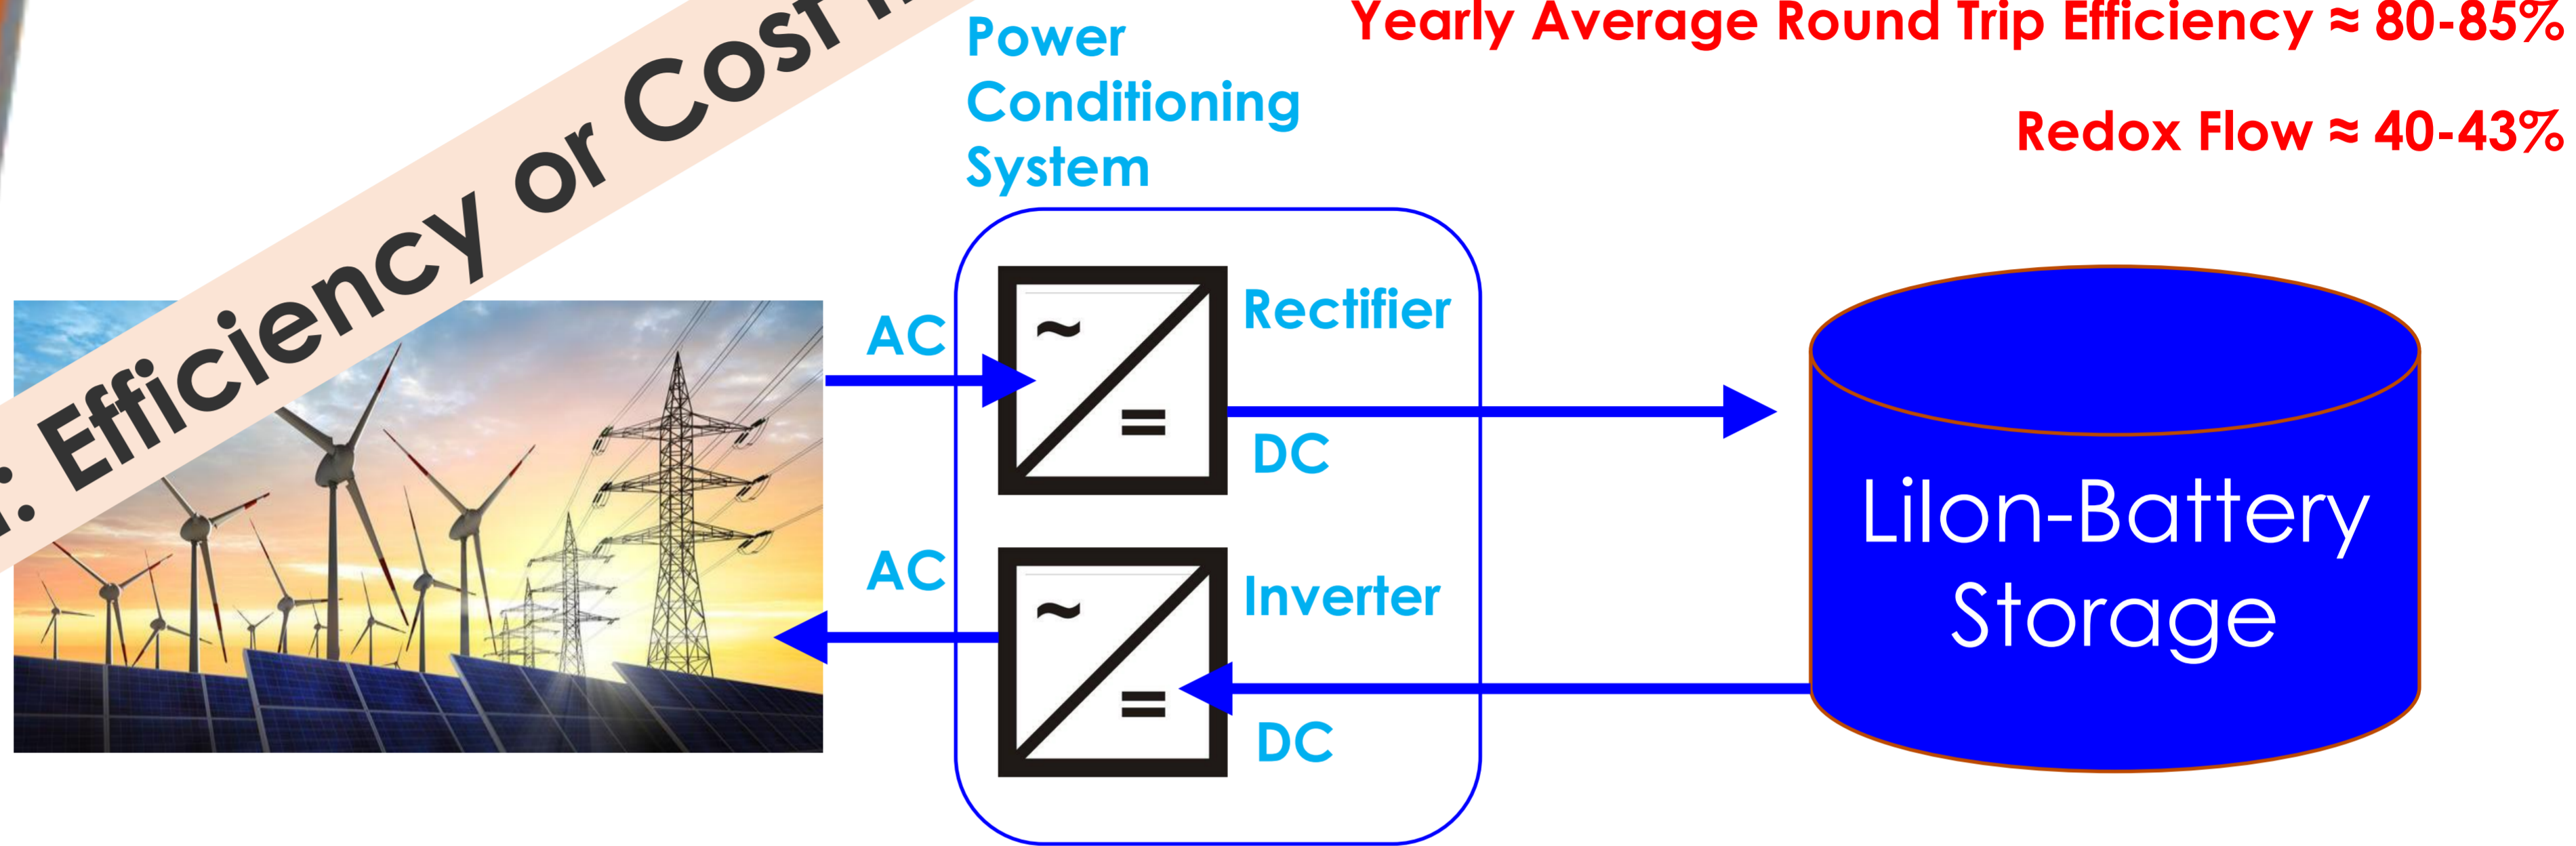 Yearly Average Round Trip Efficiency ≈ 80-85%
Redox Flow ≈ 40-43%
: Efficiency or Cost
Power
Conditioning
System
AC
~
=
Rectifier
DC
AC
~
=
Inverter
DC
LiIon-Battery
Storage